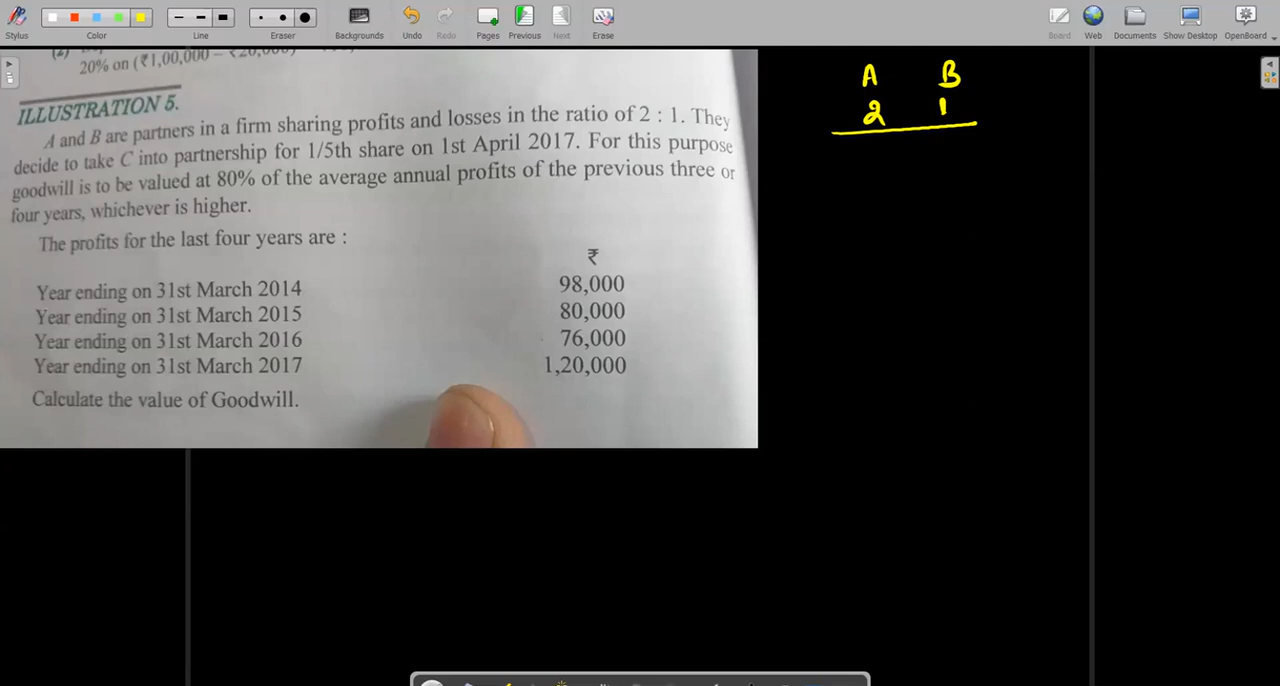 Stylus Color Line Eraser Backgrounds Undo Redo Pages Previous Next Erase Board Web Documents Show Desktop OpenBoard
20% on (₹1,00,000 – ₹20,000)
ILLUSTRATION 5.
A and B are partners in a firm sharing profits and losses in the ratio of 2 : 1. They
decide to take C into partnership for 1/5th share on 1st April 2017. For this purpose
goodwill is to be valued at 80% of the average annual profits of the previous three or
four years, whichever is higher.
The profits for the last four years are :
₹
Year ending on 31st March 2014 98,000
Year ending on 31st March 2015 80,000
Year ending on 31st March 2016 76,000
Year ending on 31st March 2017 1,20,000
Calculate the value of Goodwill.
A B
2 1